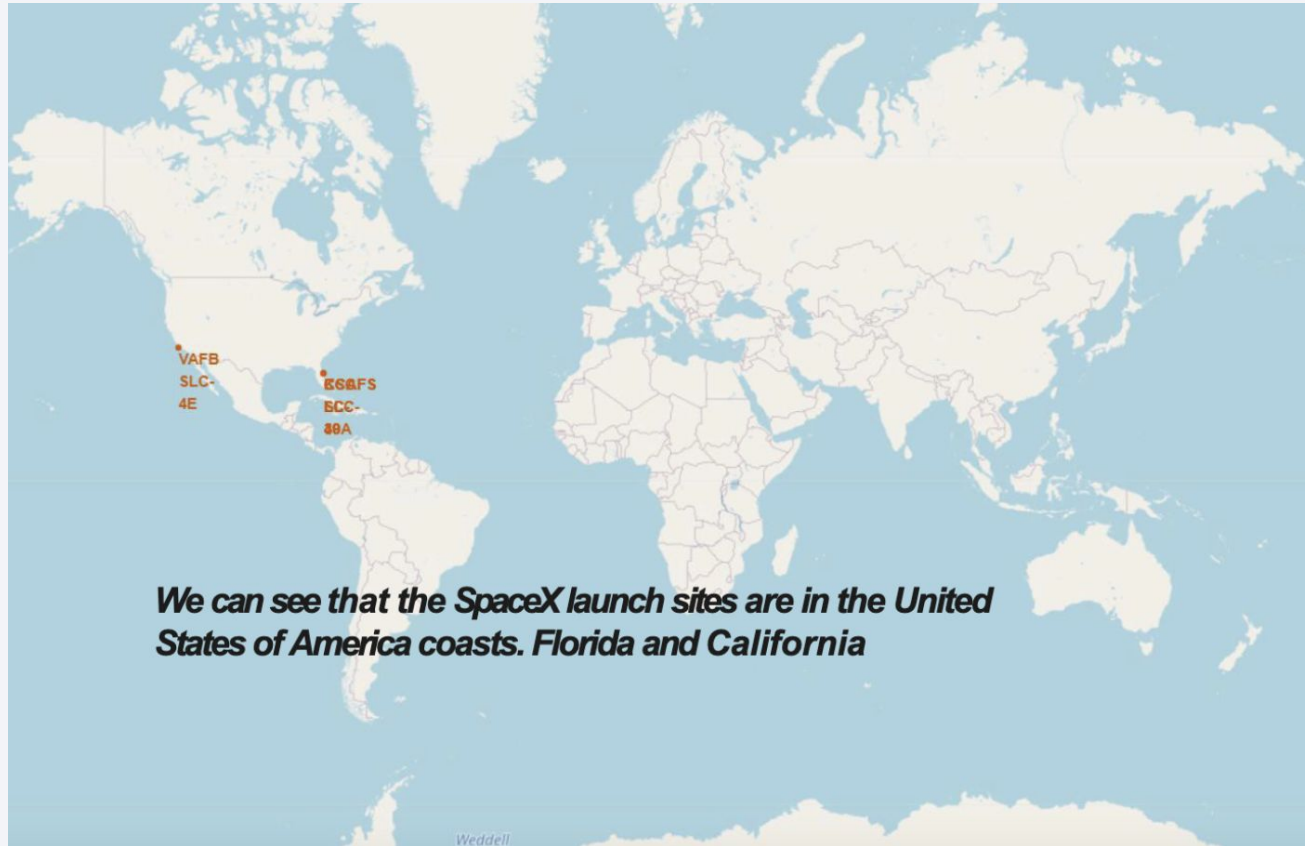 VAFB
SLC-
4E
We can see that the SpaceX launch sites are in the United
States of America coasts. Florida and California
Weddell